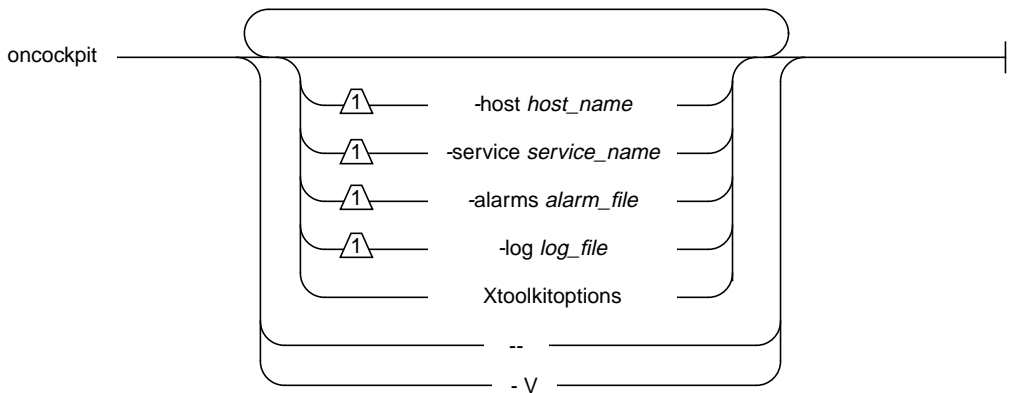 oncockpit
1 -host host_name
1 -service service_name
1 -alarms alarm_file
1 -log log_file
Xtoolkitoptions
--
- V